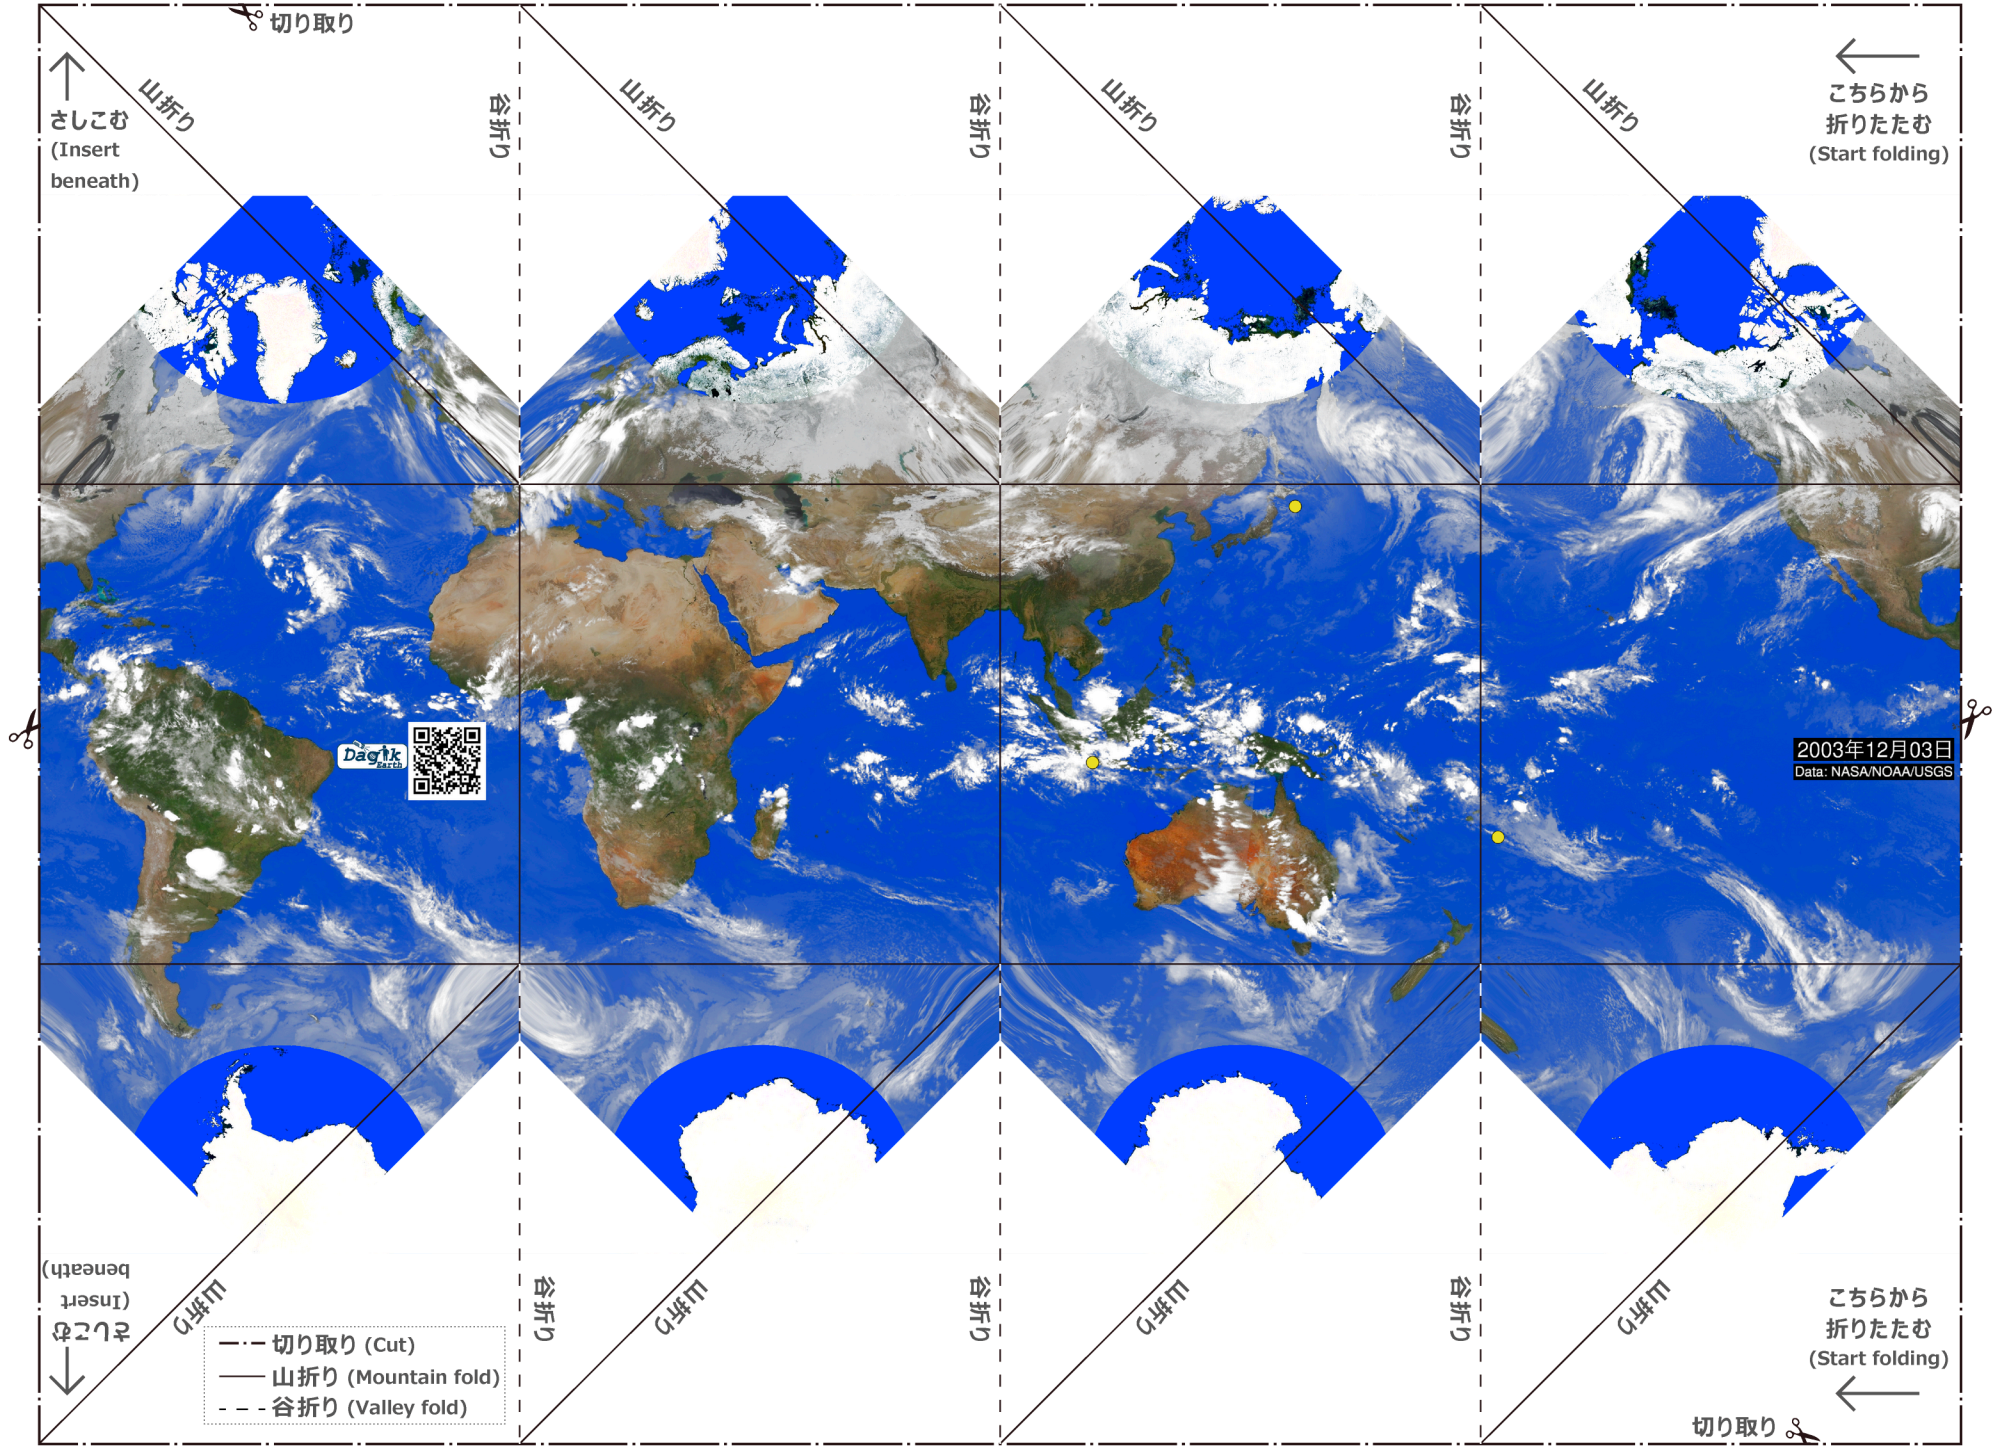 切り取り
さしこむ
(Insert
beneath)
山折り
谷折り
山折り
谷折り
山折り
谷折り
山折り
こちらから
折りたたむ
(Start folding)
Dagik
Earth
2003年12月03日
Data: NASA/NOAA/USGS
さしこむ
(Insert
beneath)
山折り
谷折り
山折り
谷折り
山折り
谷折り
山折り
こちらから
折りたたむ
(Start folding)
切り取り (Cut)
山折り (Mountain fold)
谷折り (Valley fold)
切り取り